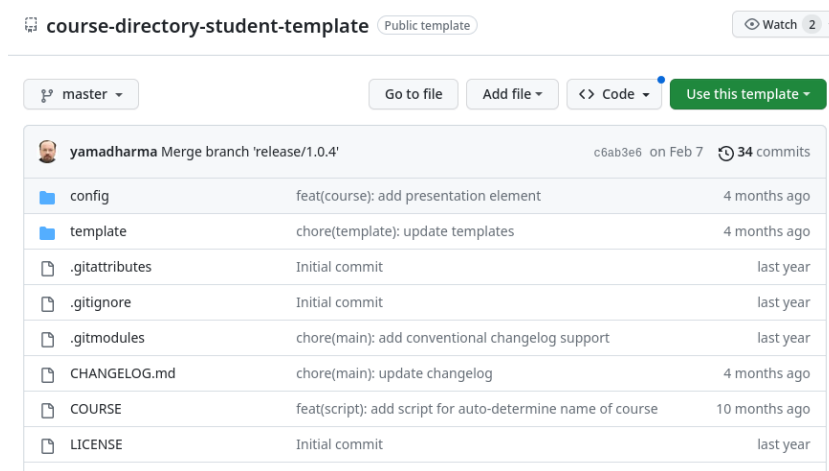 course-directory-student-template Public template Watch 2
master Go to file Add file <> Code Use this template
yamadharma Merge branch 'release/1.0.4' c6ab3e6 on Feb 7 34 commits
config feat(course): add presentation element 4 months ago
template chore(template): update templates 4 months ago
.gitattributes Initial commit last year
.gitignore Initial commit last year
.gitmodules chore(main): add conventional changelog support last year
CHANGELOG.md chore(main): update changelog 4 months ago
COURSE feat(script): add script for auto-determine name of course 10 months ago
LICENSE Initial commit last year